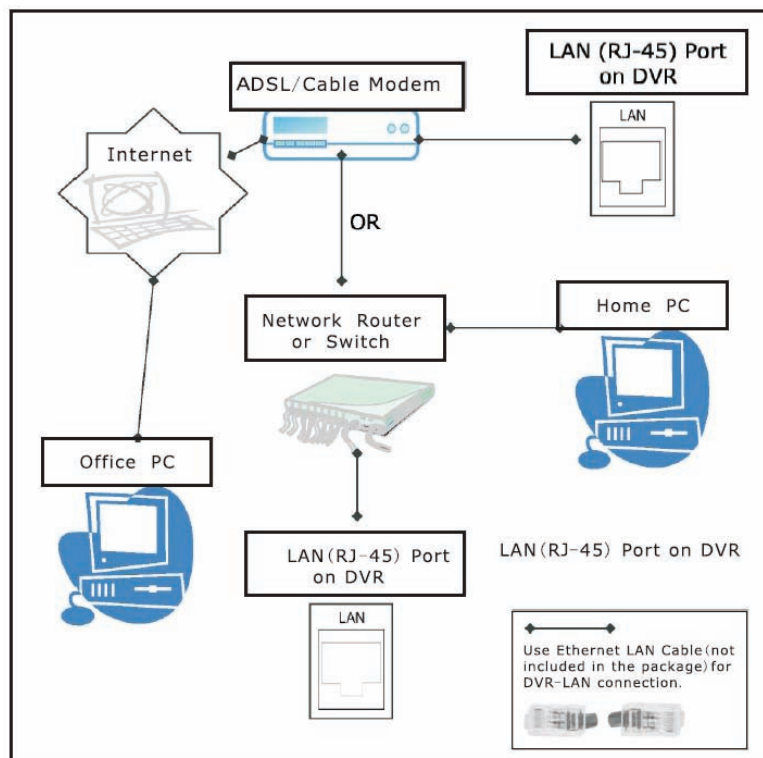 LAN (RJ-45) Port
on DVR
ADSL/Cable Modem
LAN
Internet
OR
Network Router
or Switch
Home PC
Office PC
LAN(RJ-45) Port
on DVR
LAN(RJ-45) Port on DVR
LAN
Use Ethernet LAN Cable(not
included in the package)for
DVR-LAN connection.